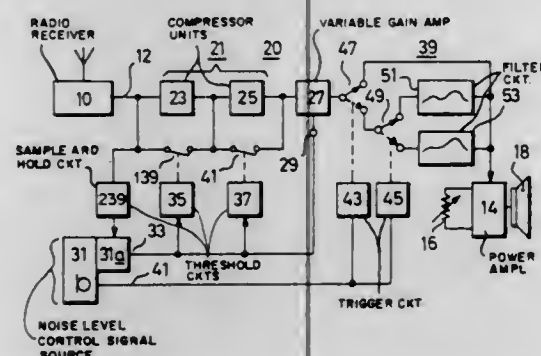 RADIO
RECEIVER
COMPRESSOR
UNITS
VARIABLE GAIN AMP
21
20
47
39
12
51
FILTER
CKT.
10
23
25
27
49
53
29
18
SAMPLE AND
HOLD CKT
139
41
239
35
37
43
45
14
16
33
31
31a
b
41
THRESHOLD
CKTS
TRIGGER CKT
POWER
AMPL
NOISE LEVEL
CONTROL SIGNAL
SOURCE